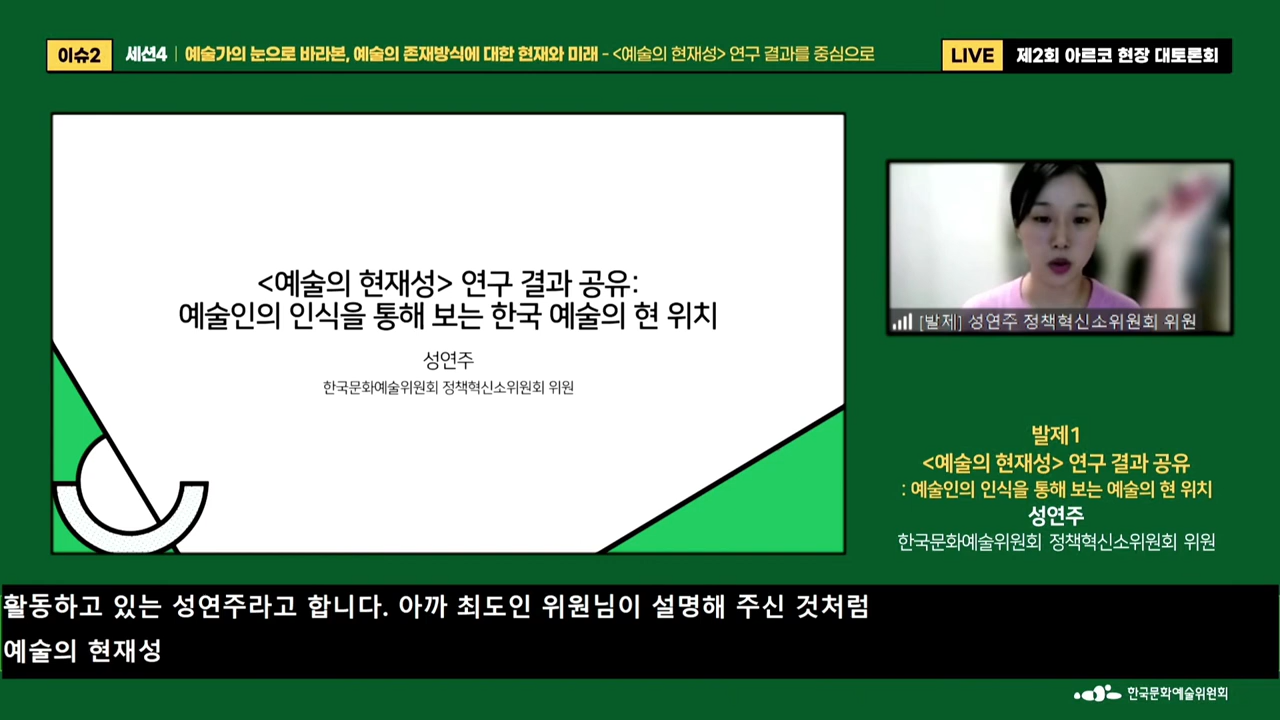 이슈2
세션4 | 예술가의 눈으로 바라본, 예술의 존재방식에 대한 현재와 미래 - <예술의 현재성> 연구 결과를 중심으로
LIVE 제2회 아르코 현장 대토론회
<예술의 현재성> 연구 결과 공유:
예술인의 인식을 통해 보는 한국 예술의 현 위치
성연주
한국문화예술위원회 정책혁신소위원회 위원
[발제] 성연주 정책혁신소위원회 위원
발제1
<예술의 현재성> 연구 결과 공유
: 예술인의 인식을 통해 보는 예술의 현 위치
성연주
한국문화예술위원회 정책혁신소위원회 위원
활동하고 있는 성연주라고 합니다. 아까 최도인 위원님이 설명해 주신 것처럼
예술의 현재성
한국문화예술위원회